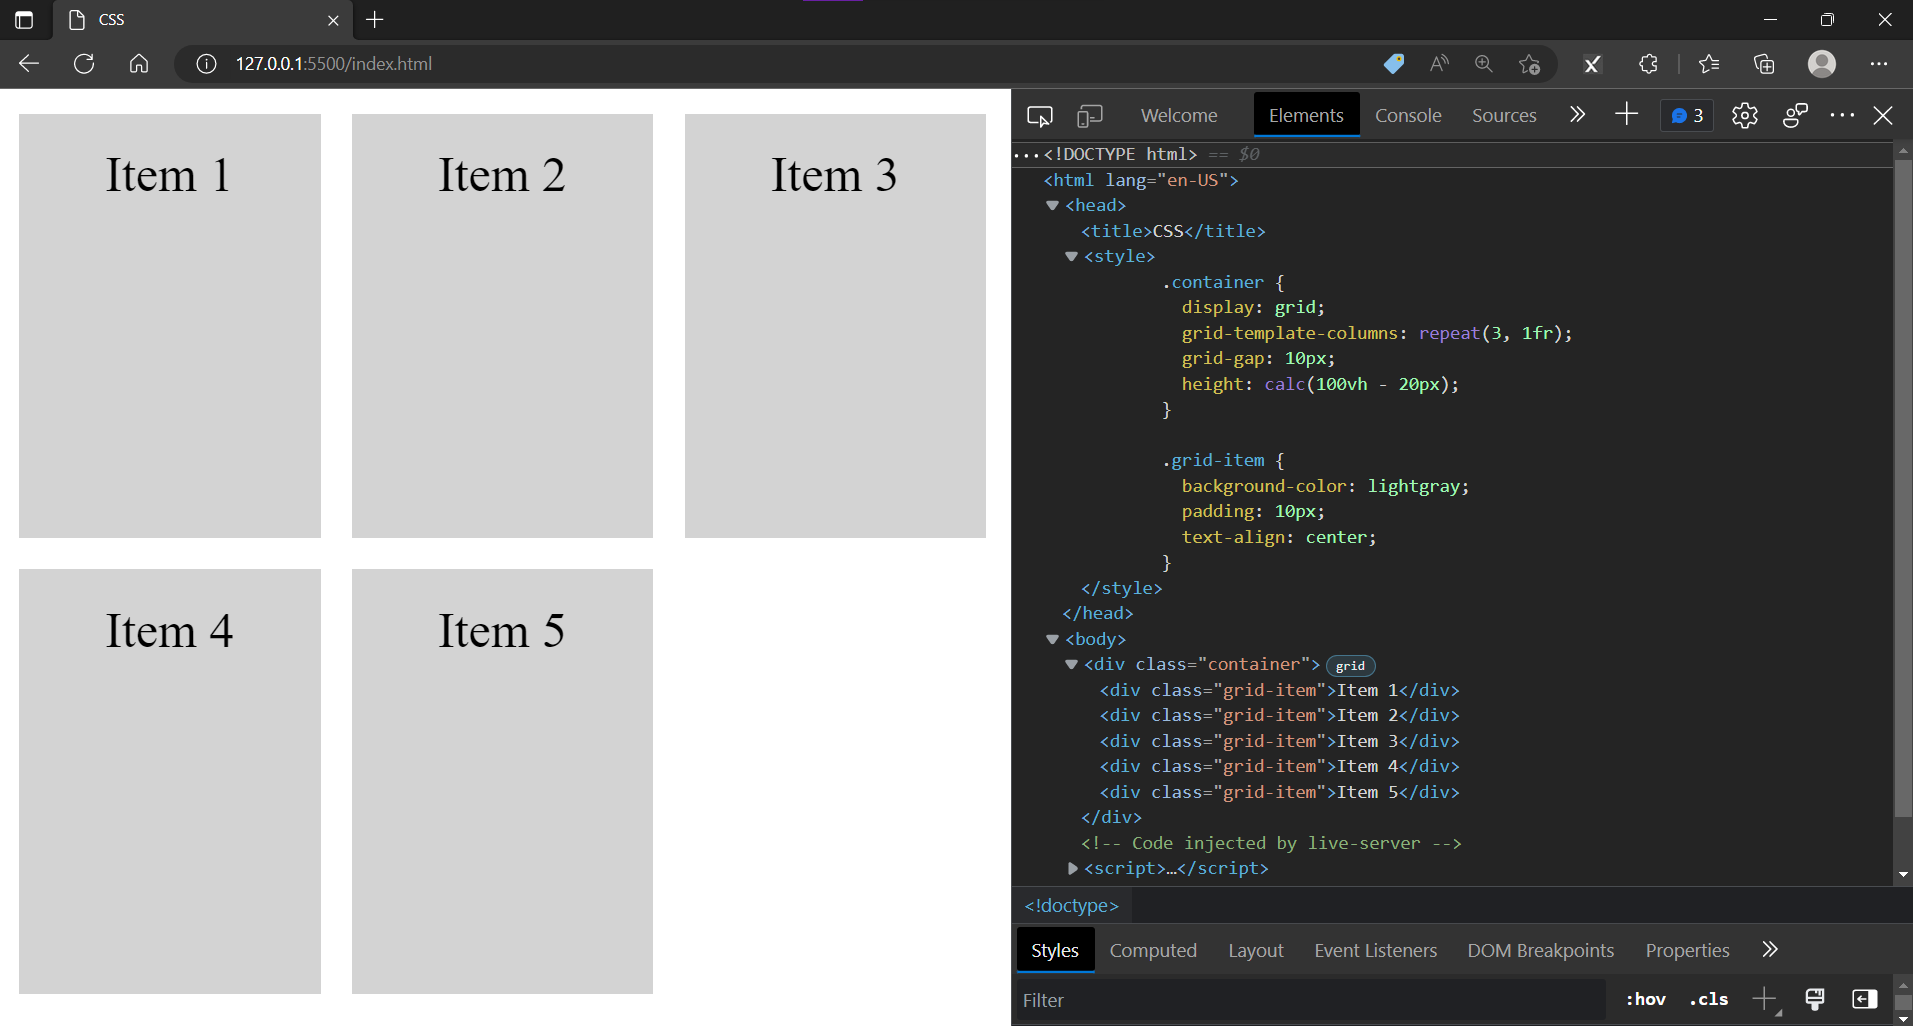 CSS
127.0.0.1:5500/index.html
Item 1 Item 2 Item 3
Item 4 Item 5
Welcome Elements Console Sources 3
<!DOCTYPE html> == $0
<html lang="en-US">
<head>
<title>CSS</title>
<style>
.container {
display: grid;
grid-template-columns: repeat(3, 1fr);
grid-gap: 10px;
height: calc(100vh - 20px);
}
.grid-item {
background-color: lightgray;
padding: 10px;
text-align: center;
}
</style>
</head>
<body>
<div class="container"> grid
<div class="grid-item">Item 1</div>
<div class="grid-item">Item 2</div>
<div class="grid-item">Item 3</div>
<div class="grid-item">Item 4</div>
<div class="grid-item">Item 5</div>
</div>
<!-- Code injected by live-server -->
<script>…</script>
<!doctype>
Styles Computed Layout Event Listeners DOM Breakpoints Properties
Filter :hov .cls